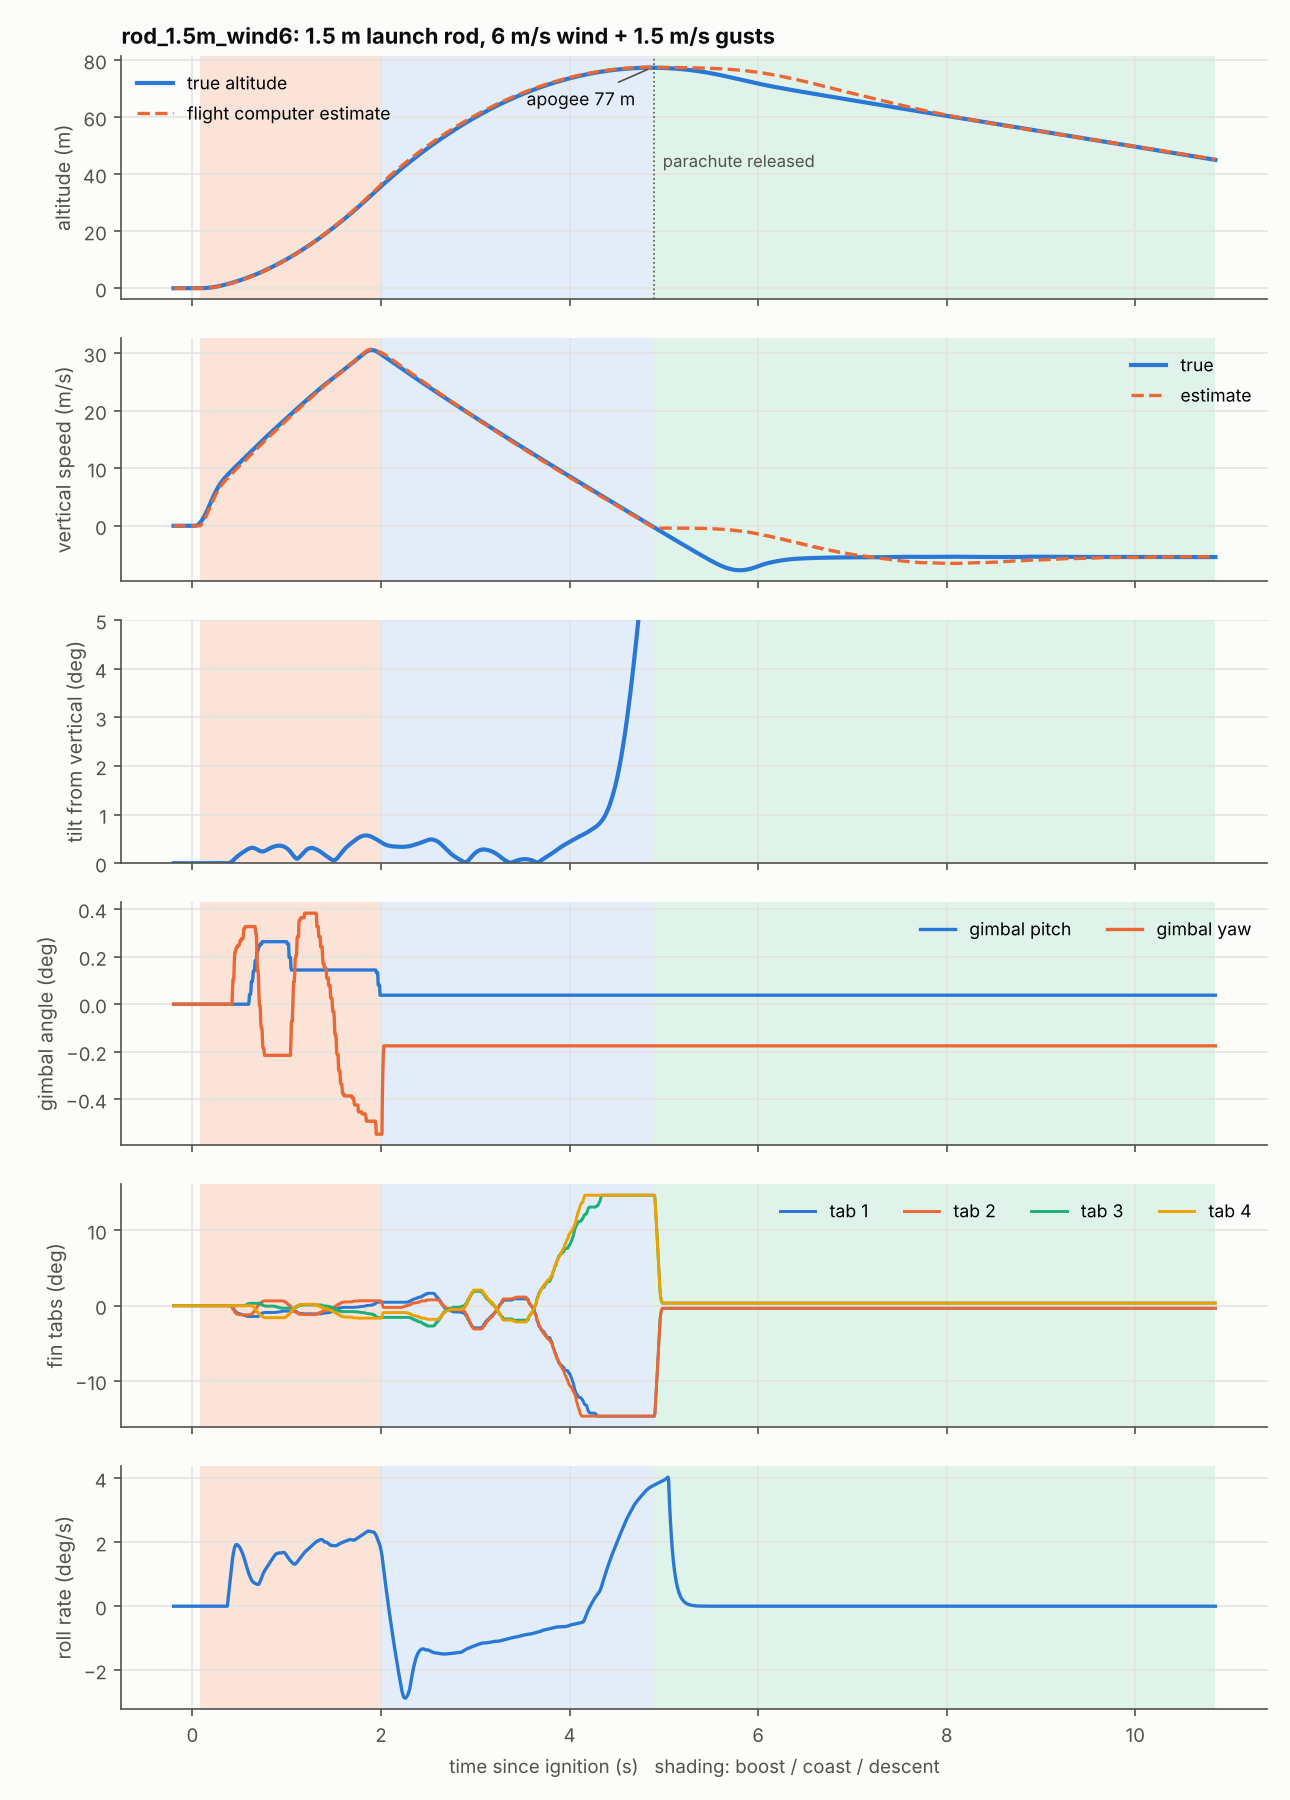 rod_1.5m_wind6: 1.5 m launch rod, 6 m/s wind + 1.5 m/s gusts
altitude (m)
80
60
40
20
0
true altitude
flight computer estimate
apogee 77 m
parachute released
vertical speed (m/s)
30
20
10
0
true
estimate
tilt from vertical (deg)
5
4
3
2
1
0
gimbal angle (deg)
0.4
0.2
0.0
−0.2
−0.4
gimbal pitch
gimbal yaw
fin tabs (deg)
10
0
−10
tab 1
tab 2
tab 3
tab 4
roll rate (deg/s)
4
2
0
−2
0 2 4 6 8 10
time since ignition (s) shading: boost / coast / descent